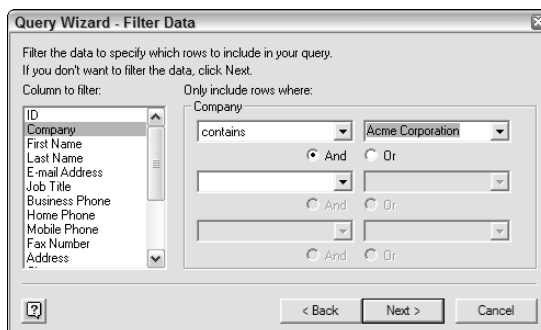 Query Wizard - Filter Data
Filter the data to specify which rows to include in your query.
If you don't want to filter the data, click Next.
Column to filter:
Only include rows where:
ID
Company
First Name
Last Name
E-mail Address
Job Title
Business Phone
Home Phone
Mobile Phone
Fax Number
Address
Company
contains
Acme Corporation
And Or
And Or
And Or
?
< Back Next > Cancel